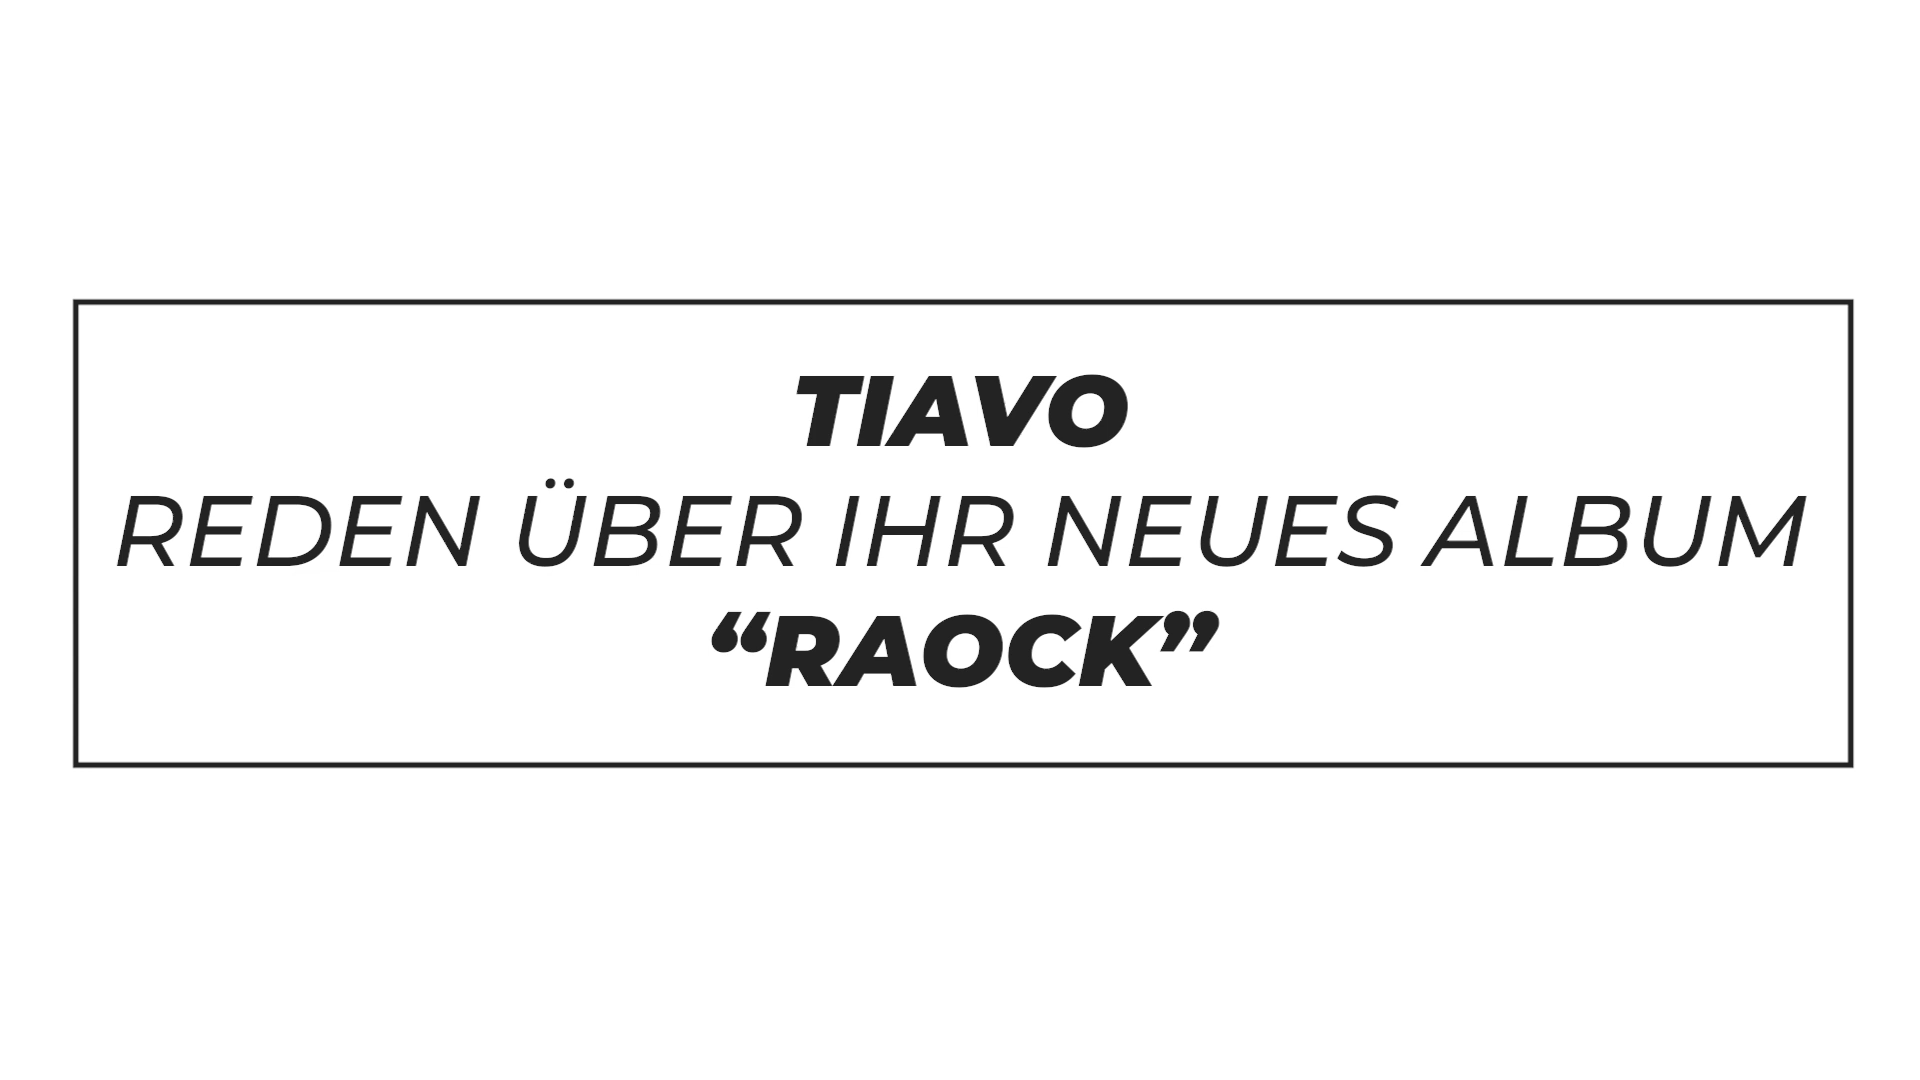 TIAVO
REDEN ÜBER IHR NEUES ALBUM
“RAOCK”